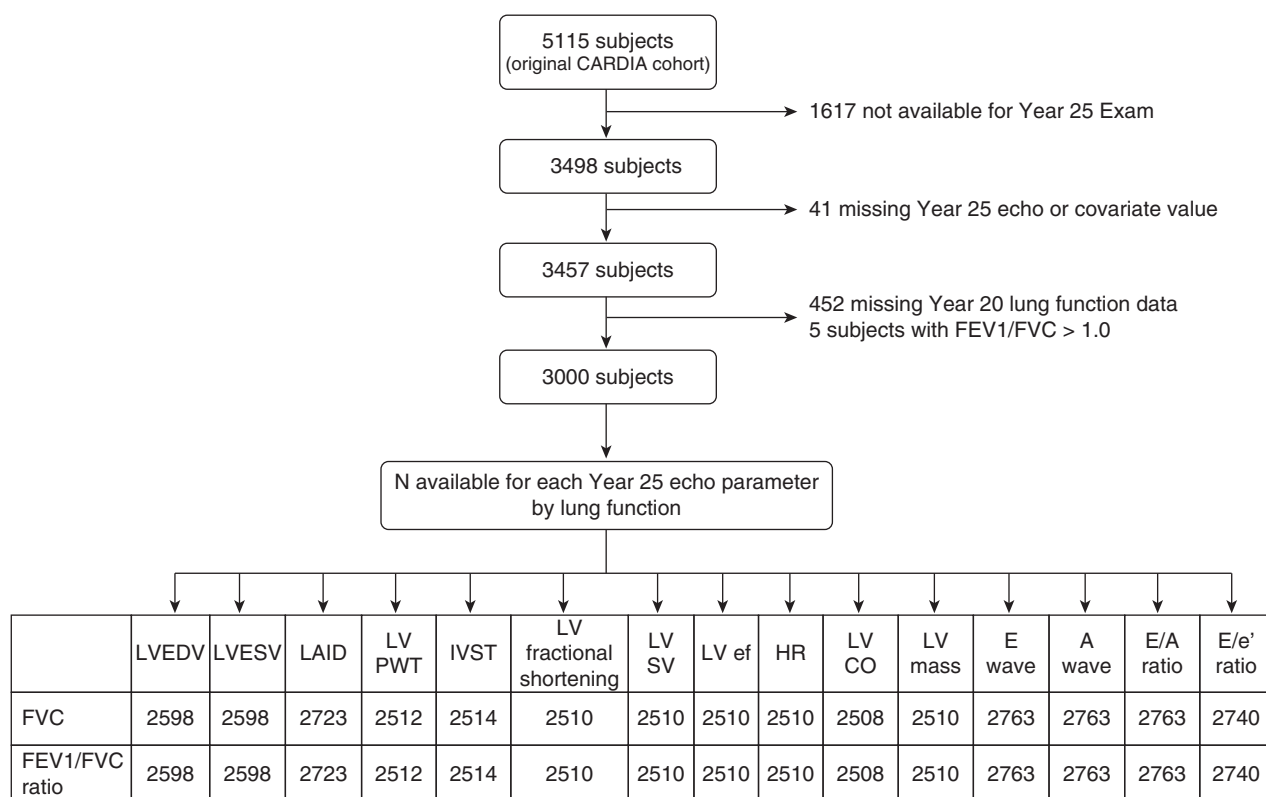 5115 subjects
(original CARDIA cohort)
1617 not available for Year 25 Exam
3498 subjects
41 missing Year 25 echo or covariate value
3457 subjects
452 missing Year 20 lung function data
5 subjects with FEV1/FVC > 1.0
3000 subjects
N available for each Year 25 echo parameter
by lung function
LVEDV LVESV LAID LV PWT IVST LV fractional shortening LV SV LV ef HR LV CO LV mass E wave A wave E/A ratio E/e' ratio
FVC 2598 2598 2723 2512 2514 2510 2510 2510 2510 2508 2510 2763 2763 2763 2740
FEV1/FVC ratio 2598 2598 2723 2512 2514 2510 2510 2510 2510 2508 2510 2763 2763 2763 2740